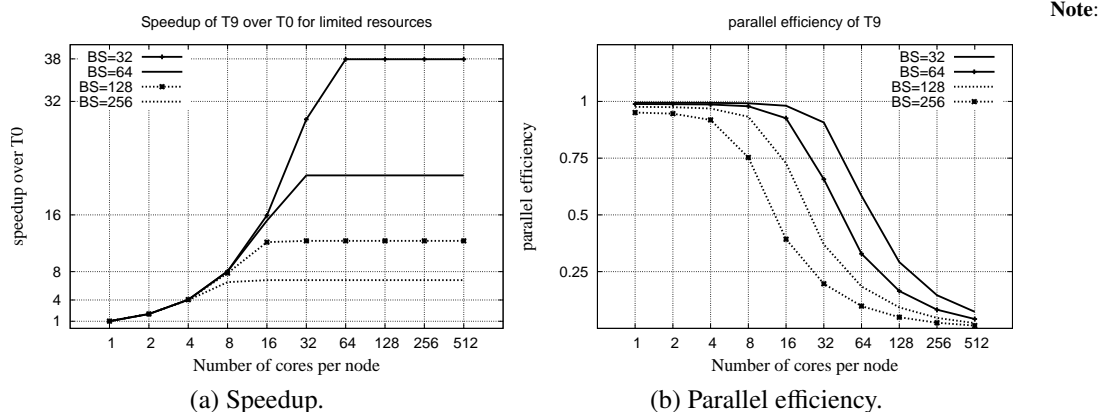 Note:
Speedup of T9 over T0 for limited resources
speedup over T0
38
32
16
8
4
1
BS=32
BS=64
BS=128
BS=256
1 2 4 8 16 32 64 128 256 512
Number of cores per node
(a) Speedup.
parallel efficiency of T9
parallel efficiency
1
0.75
0.5
0.25
BS=32
BS=64
BS=128
BS=256
1 2 4 8 16 32 64 128 256 512
Number of cores per node
(b) Parallel efficiency.